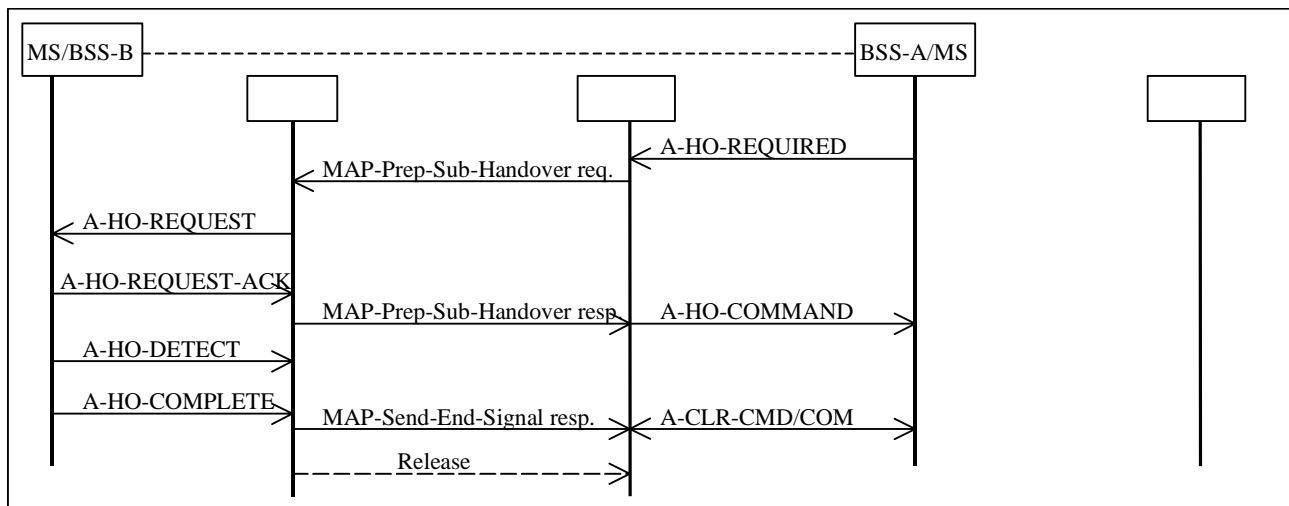 MS/BSS-B
BSS-A/MS
A-HO-REQUIRED
MAP-Prep-Sub-Handover req.
A-HO-REQUEST
A-HO-REQUEST-ACK
MAP-Prep-Sub-Handover resp.
A-HO-COMMAND
A-HO-DETECT
A-HO-COMPLETE
MAP-Send-End-Signal resp.
A-CLR-CMD/COM
Release